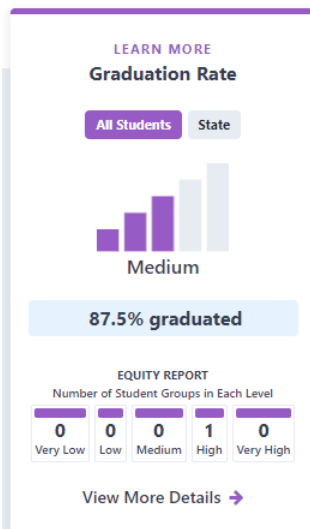 LEARN MORE
Graduation Rate
All Students State
Medium
87.5% graduated
EQUITY REPORT
Number of Student Groups in Each Level
0 0 0 1 0
Very Low Low Medium High Very High
View More Details →